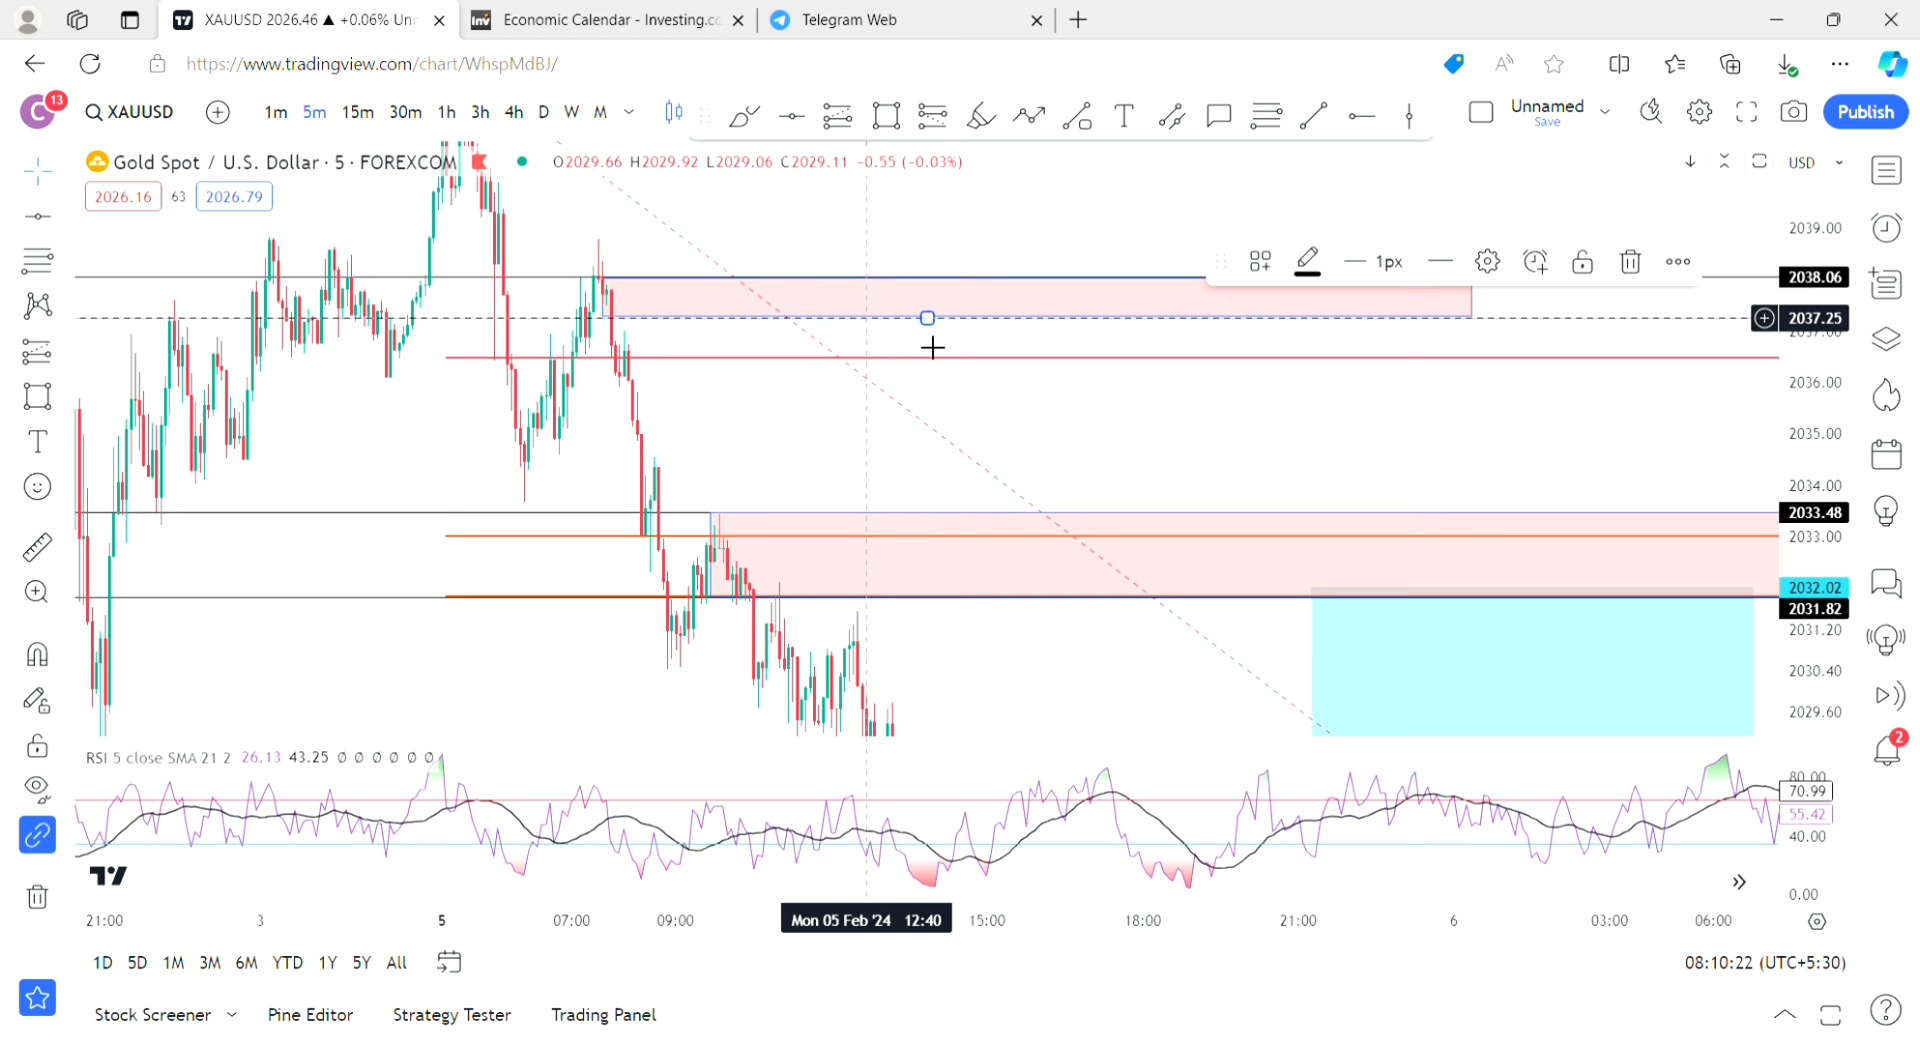 XAUUSD 2026.46 ▲ +0.06% Unn
Economic Calendar - Investing.co
Telegram Web
https://www.tradingview.com/chart/WhspMdBJ/
C 13
XAUUSD
1m 5m 15m 30m 1h 3h 4h D W M
Unnamed
Save
Publish
Gold Spot / U.S. Dollar · 5 · FOREXCOM
O2029.66 H2029.92 L2029.06 C2029.11 -0.55 (-0.03%)
USD
2026.16 63 2026.79
2039.00
1px
2038.06
2037.25
2036.00
2035.00
2034.00
2033.48
2033.00
2032.02
2031.82
2031.20
2030.40
2029.60
2
RSI 5 close SMA 21 2 26.13 43.25 Ø Ø Ø Ø Ø Ø
80.00
70.99
55.42
40.00
0.00
21:00 3 5 07:00 09:00 Mon 05 Feb '24 12:40 15:00 18:00 21:00 6 03:00 06:00
1D 5D 1M 3M 6M YTD 1Y 5Y All
08:10:22 (UTC+5:30)
Stock Screener Pine Editor Strategy Tester Trading Panel